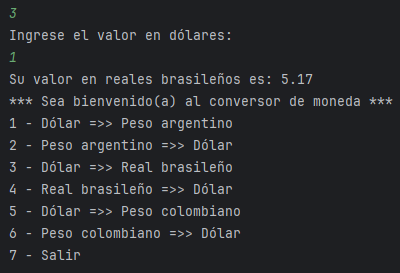 3
Ingrese el valor en dólares:
1
Su valor en reales brasileños es: 5.17
*** Sea bienvenido(a) al conversor de moneda ***
1 - Dólar =>> Peso argentino
2 - Peso argentino =>> Dólar
3 - Dólar =>> Real brasileño
4 - Real brasileño =>> Dólar
5 - Dólar =>> Peso colombiano
6 - Peso colombiano =>> Dólar
7 - Salir